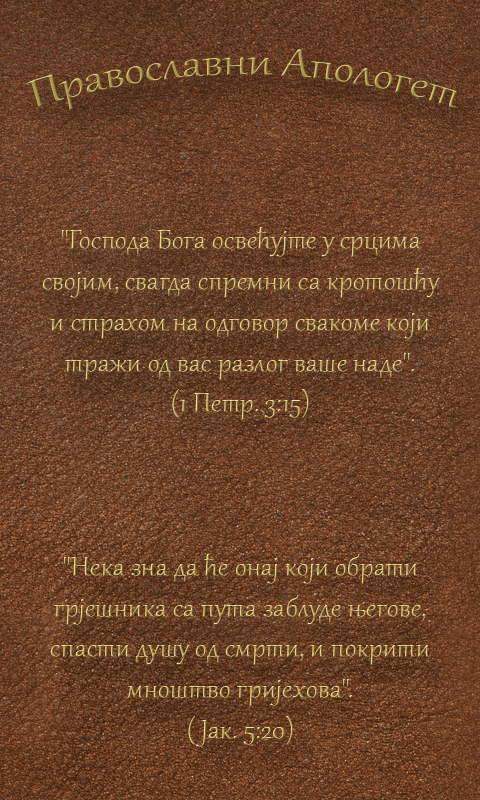 Православни Апологет
"Господа Бога освећујте у срцима
својим, свагда спремни са кротошћу
и страхом на одговор свакоме који
тражи од вас разлог ваше наде".
(1 Петр. 3:15)
"Нека зна да ће онај који обрати
грјешника са пута заблуде његове,
спасти душу од смрти, и покрити
мноштво гријехова".
(Јак. 5:20)